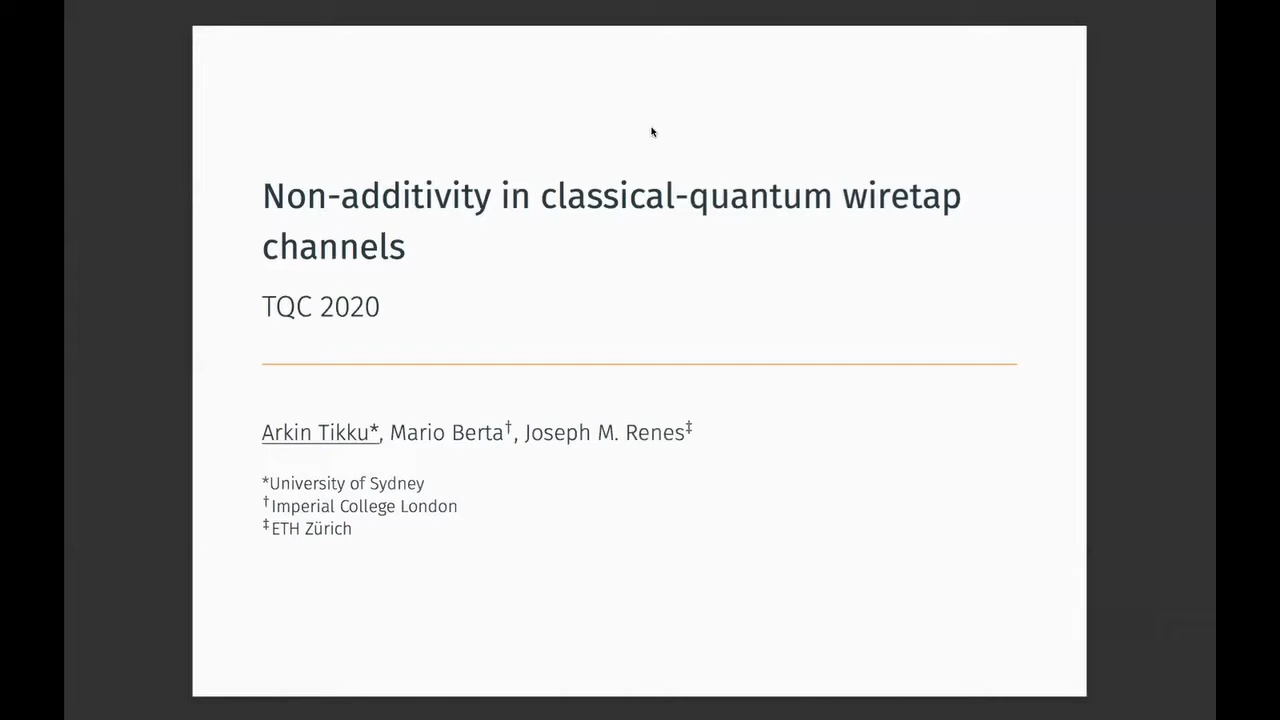 Non-additivity in classical-quantum wiretap
channels
TQC 2020
Arkin Tikku*, Mario Berta†, Joseph M. Renes‡
*University of Sydney
†Imperial College London
‡ETH Zürich